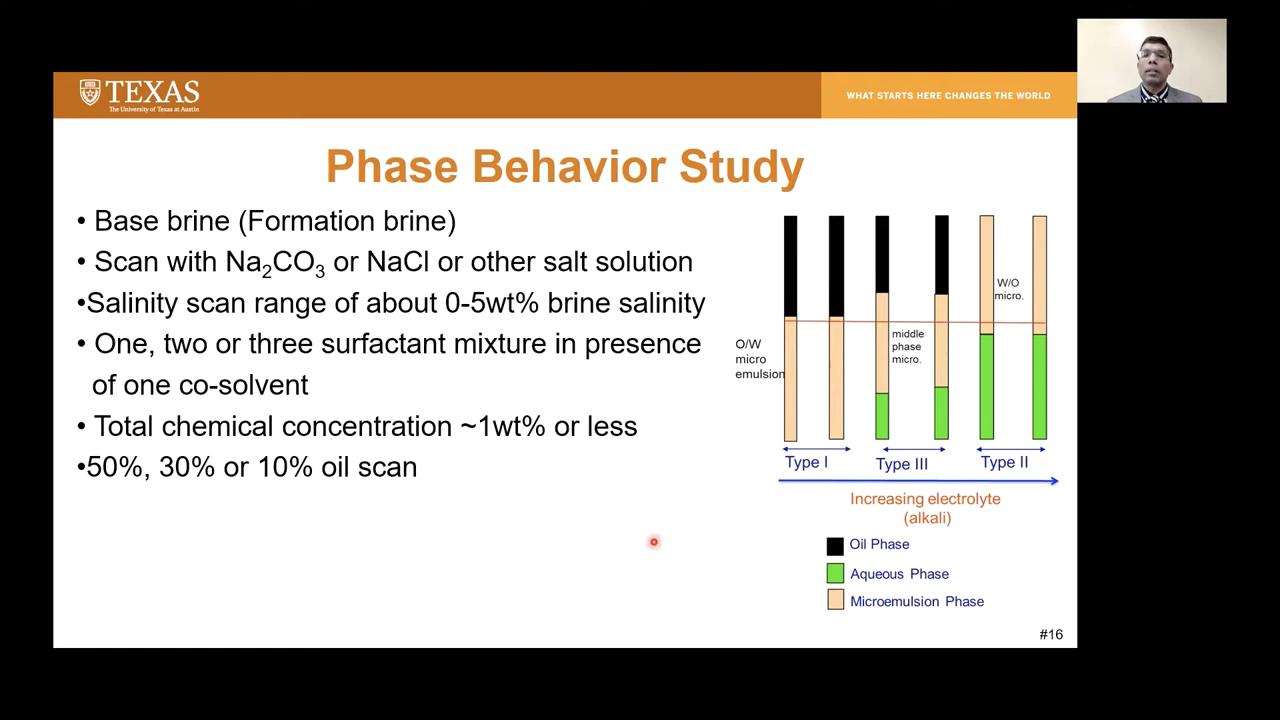 TEXAS
The University of Texas at Austin
WHAT STARTS HERE CHANGES THE WORLD
Phase Behavior Study
• Base brine (Formation brine)
• Scan with Na₂CO₃ or NaCl or other salt solution
•Salinity scan range of about 0-5wt% brine salinity
• One, two or three surfactant mixture in presence
of one co-solvent
• Total chemical concentration ~1wt% or less
•50%, 30% or 10% oil scan
O/W
micro
emulsion
middle
phase
micro.
W/O
micro.
Type I
Type III
Type II
Increasing electrolyte
(alkali)
Oil Phase
Aqueous Phase
Microemulsion Phase
#16